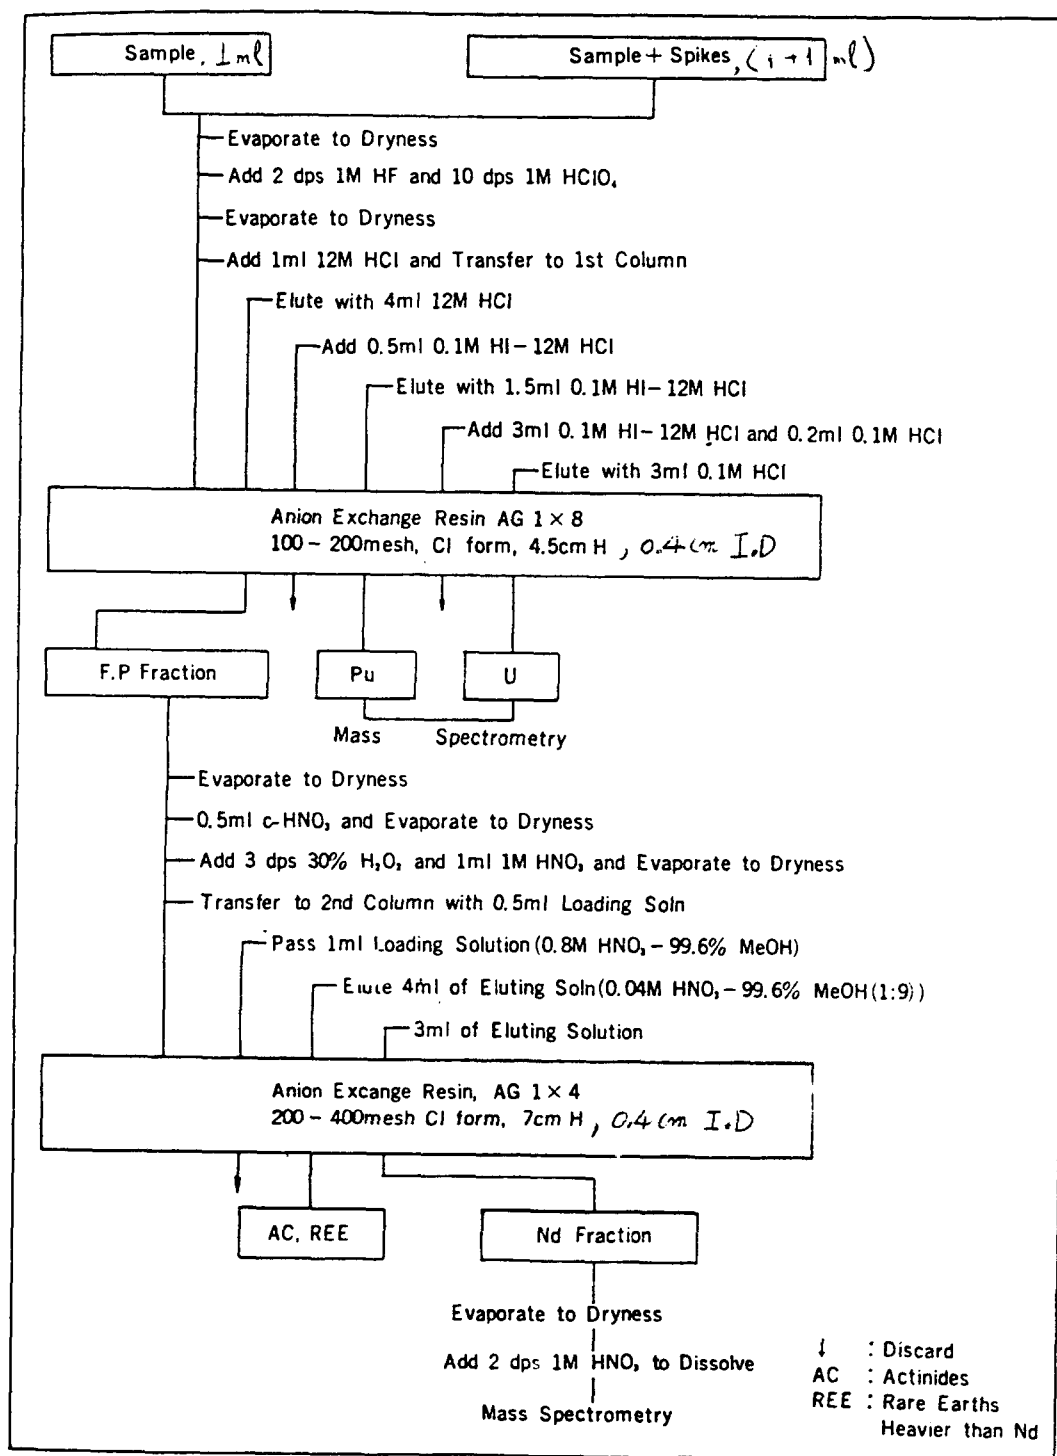 Sample, 1 ml
Sample + Spikes, (1 + 1 ml)
Evaporate to Dryness
Add 2 dps 1M HF and 10 dps 1M HClO₄
Evaporate to Dryness
Add 1ml 12M HCl and Transfer to 1st Column
Elute with 4ml 12M HCl
Add 0.5ml 0.1M HI-12M HCl
Elute with 1.5ml 0.1M HI-12M HCl
Add 3ml 0.1M HI-12M HCl and 0.2ml 0.1M HCl
Elute with 3ml 0.1M HCl
Anion Exchange Resin AG 1 × 8
100 - 200mesh, Cl form, 4.5cm H, 0.4 cm I.D
F.P Fraction
Pu
U
Mass Spectrometry
Evaporate to Dryness
0.5ml c-HNO₃ and Evaporate to Dryness
Add 3 dps 30% H₂O₂ and 1ml 1M HNO₃ and Evaporate to Dryness
Transfer to 2nd Column with 0.5ml Loading Soln
Pass 1ml Loading Solution (0.8M HNO₃ - 99.6% MeOH)
Elute 4ml of Eluting Soln (0.04M HNO₃ - 99.6% MeOH (1:9))
3ml of Eluting Solution
Anion Excange Resin, AG 1 × 4
200 - 400mesh Cl form, 7cm H, 0.4 cm I.D
AC, REE
Nd Fraction
Evaporate to Dryness
Add 2 dps 1M HNO₃ to Dissolve
Mass Spectrometry
↓ : Discard
AC : Actinides
REE : Rare Earths
Heavier than Nd